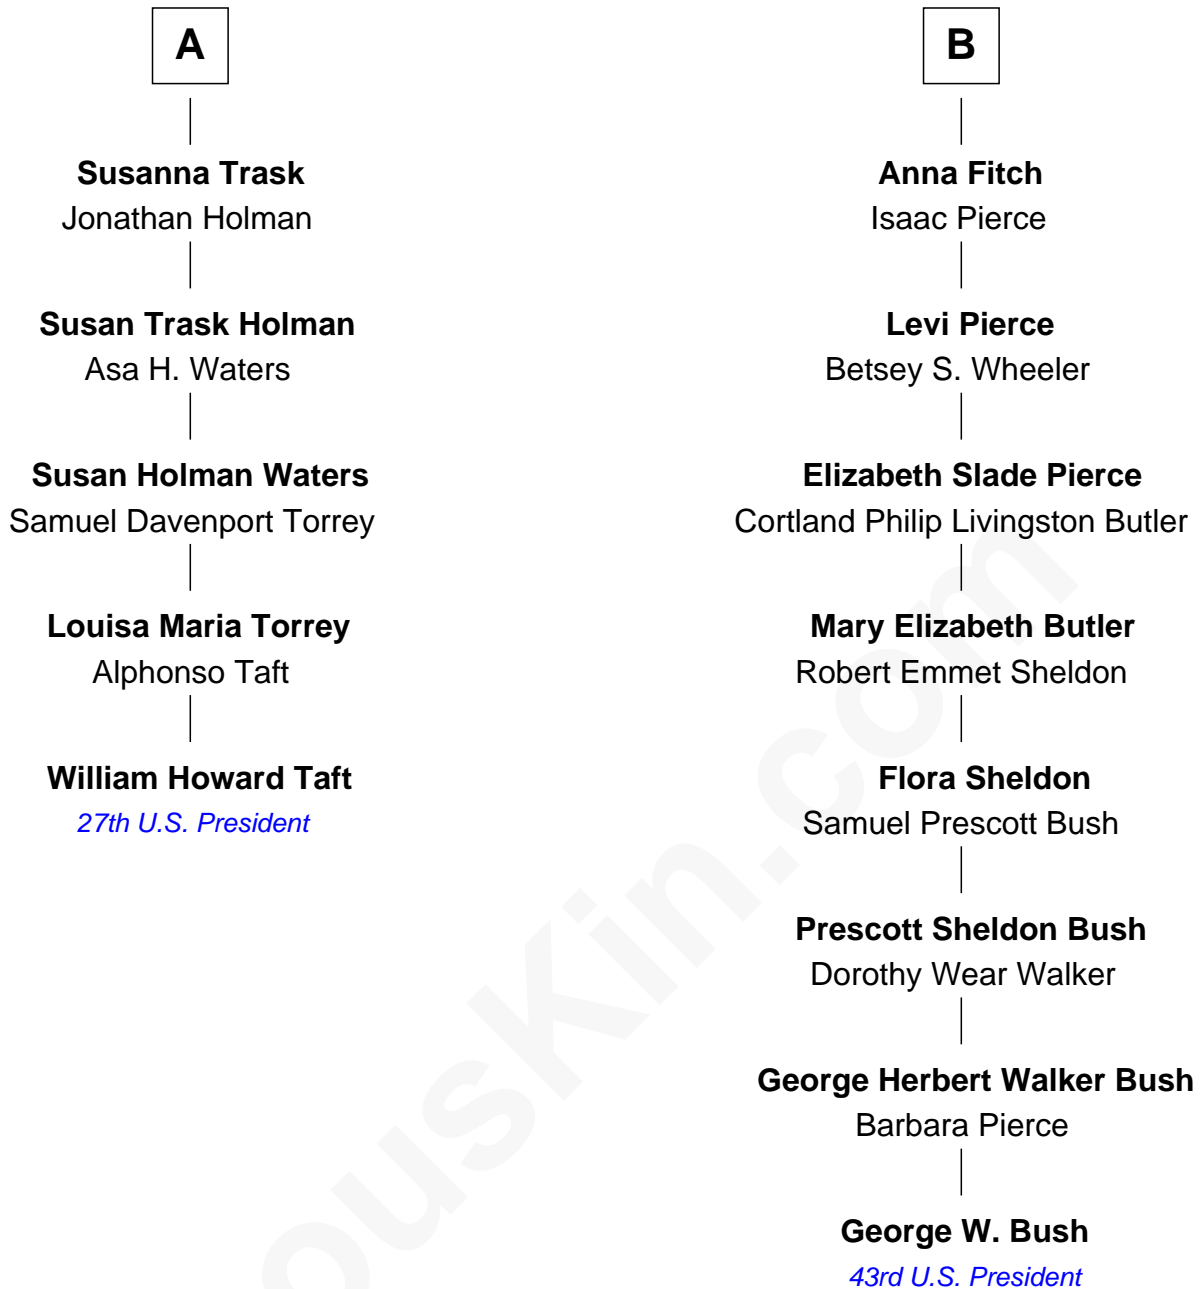 A
Susanna Trask
Jonathan Holman
Susan Trask Holman
Asa H. Waters
Susan Holman Waters
Samuel Davenport Torrey
Louisa Maria Torrey
Alphonso Taft
William Howard Taft
27th U.S. President
B
Anna Fitch
Isaac Pierce
Levi Pierce
Betsey S. Wheeler
Elizabeth Slade Pierce
Cortland Philip Livingston Butler
Mary Elizabeth Butler
Robert Emmet Sheldon
Flora Sheldon
Samuel Prescott Bush
Prescott Sheldon Bush
Dorothy Wear Walker
George Herbert Walker Bush
Barbara Pierce
George W. Bush
43rd U.S. President
ousKin.com